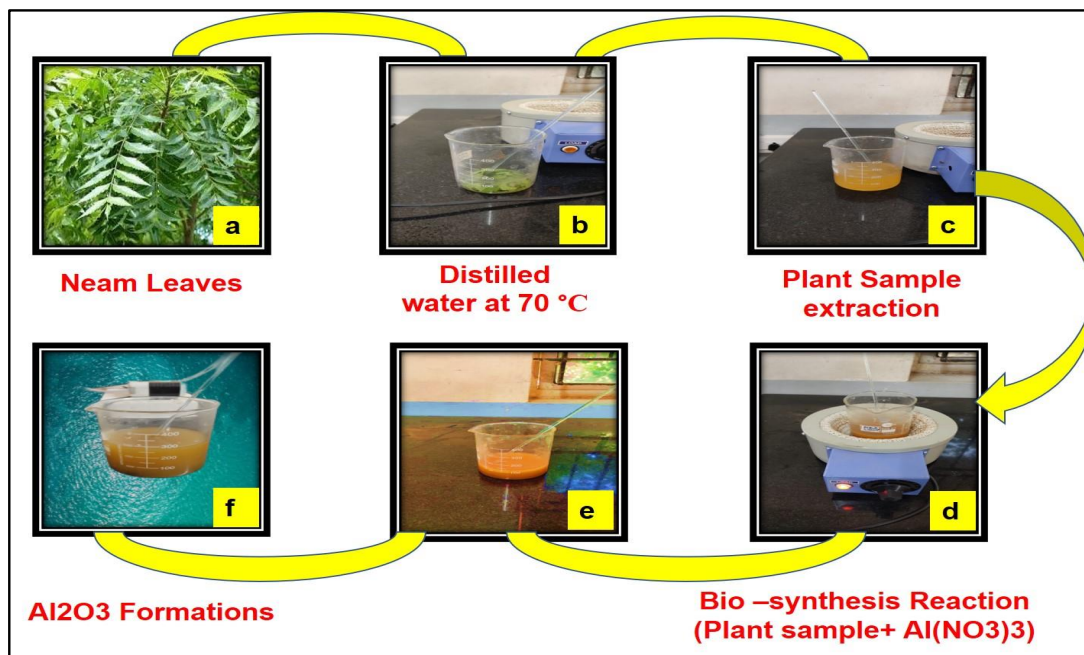 a
b
c
Neam Leaves
Distilled
water at 70 °C
Plant Sample
extraction
f
e
d
Al2O3 Formations
Bio –synthesis Reaction
(Plant sample+ Al(NO3)3)